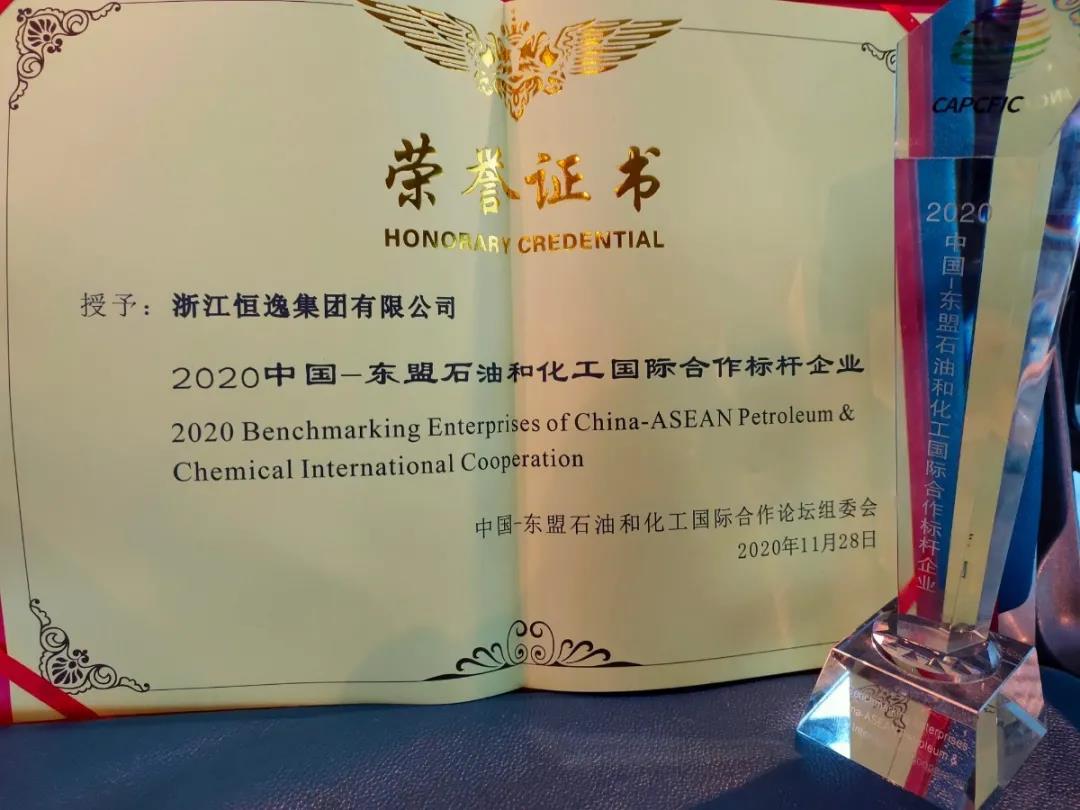 荣誉证书
HONORARY CREDENTIAL
授予：浙江恒逸集团有限公司
2020中国-东盟石油和化工国际合作标杆企业
2020 Benchmarking Enterprises of China-ASEAN Petroleum &
Chemical International Cooperation
中国-东盟石油和化工国际合作论坛组委会
2020年11月28日
CAPCFIC
2020
中国-东盟石油和化工国际合作标杆企业